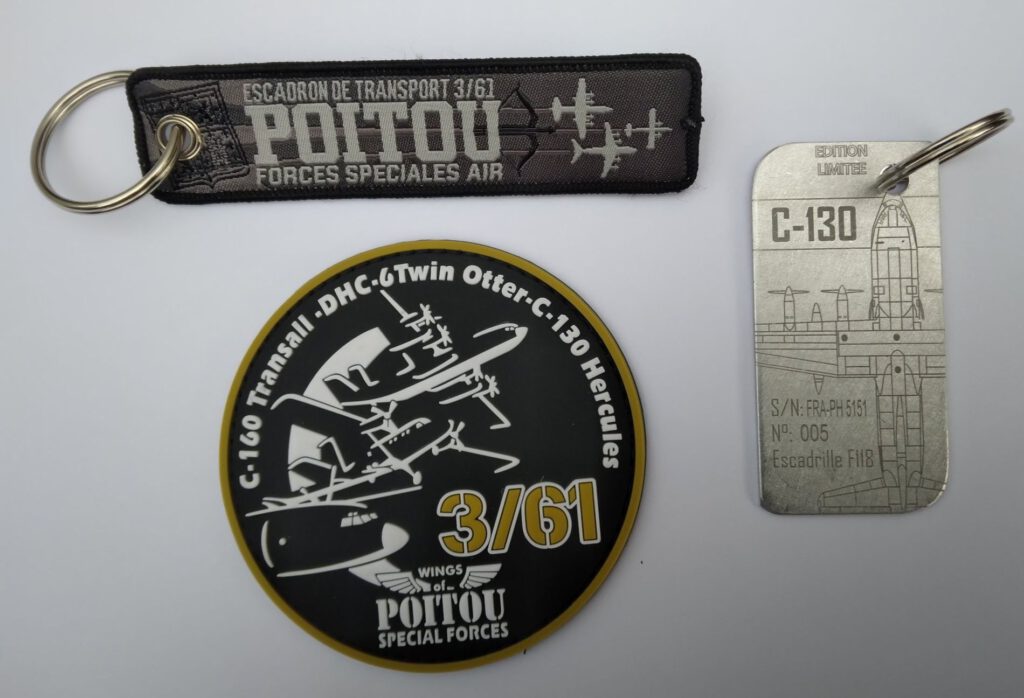 ESCADRON DE TRANSPORT 3/61
POITOU
FORCES SPECIALES AIR
EDITION
LIMITEE
C-130
S/N: FRA-PH 5151
N°: 005
Escadrille F11B
C-160 Transall -DHC-6Twin Otter-C-130 Hercules
3/61
WINGS
of
POITOU
SPECIAL FORCES